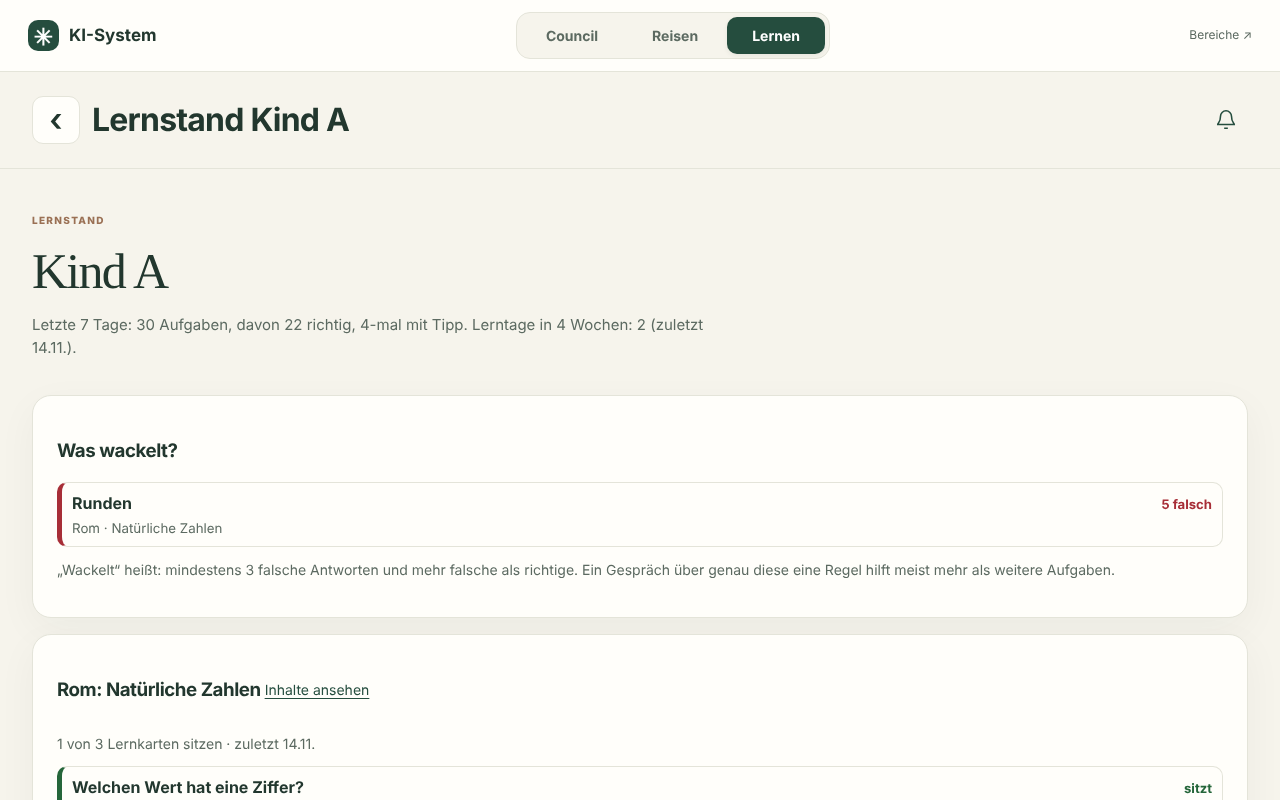 KI-System
Council
Reisen
Lernen
Bereiche ↗
‹ Lernstand Kind A
LERNSTAND
Kind A
Letzte 7 Tage: 30 Aufgaben, davon 22 richtig, 4-mal mit Tipp. Lerntage in 4 Wochen: 2 (zuletzt
14.11.).
Was wackelt?
Runden
5 falsch
Rom · Natürliche Zahlen
„Wackelt“ heißt: mindestens 3 falsche Antworten und mehr falsche als richtige. Ein Gespräch über genau diese eine Regel hilft meist mehr als weitere Aufgaben.
Rom: Natürliche Zahlen Inhalte ansehen
1 von 3 Lernkarten sitzen · zuletzt 14.11.
Welchen Wert hat eine Ziffer?
sitzt